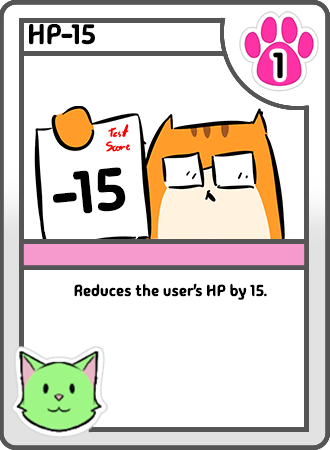 HP-15
1
Test
Score
-15
Reduces the user's HP by 15.